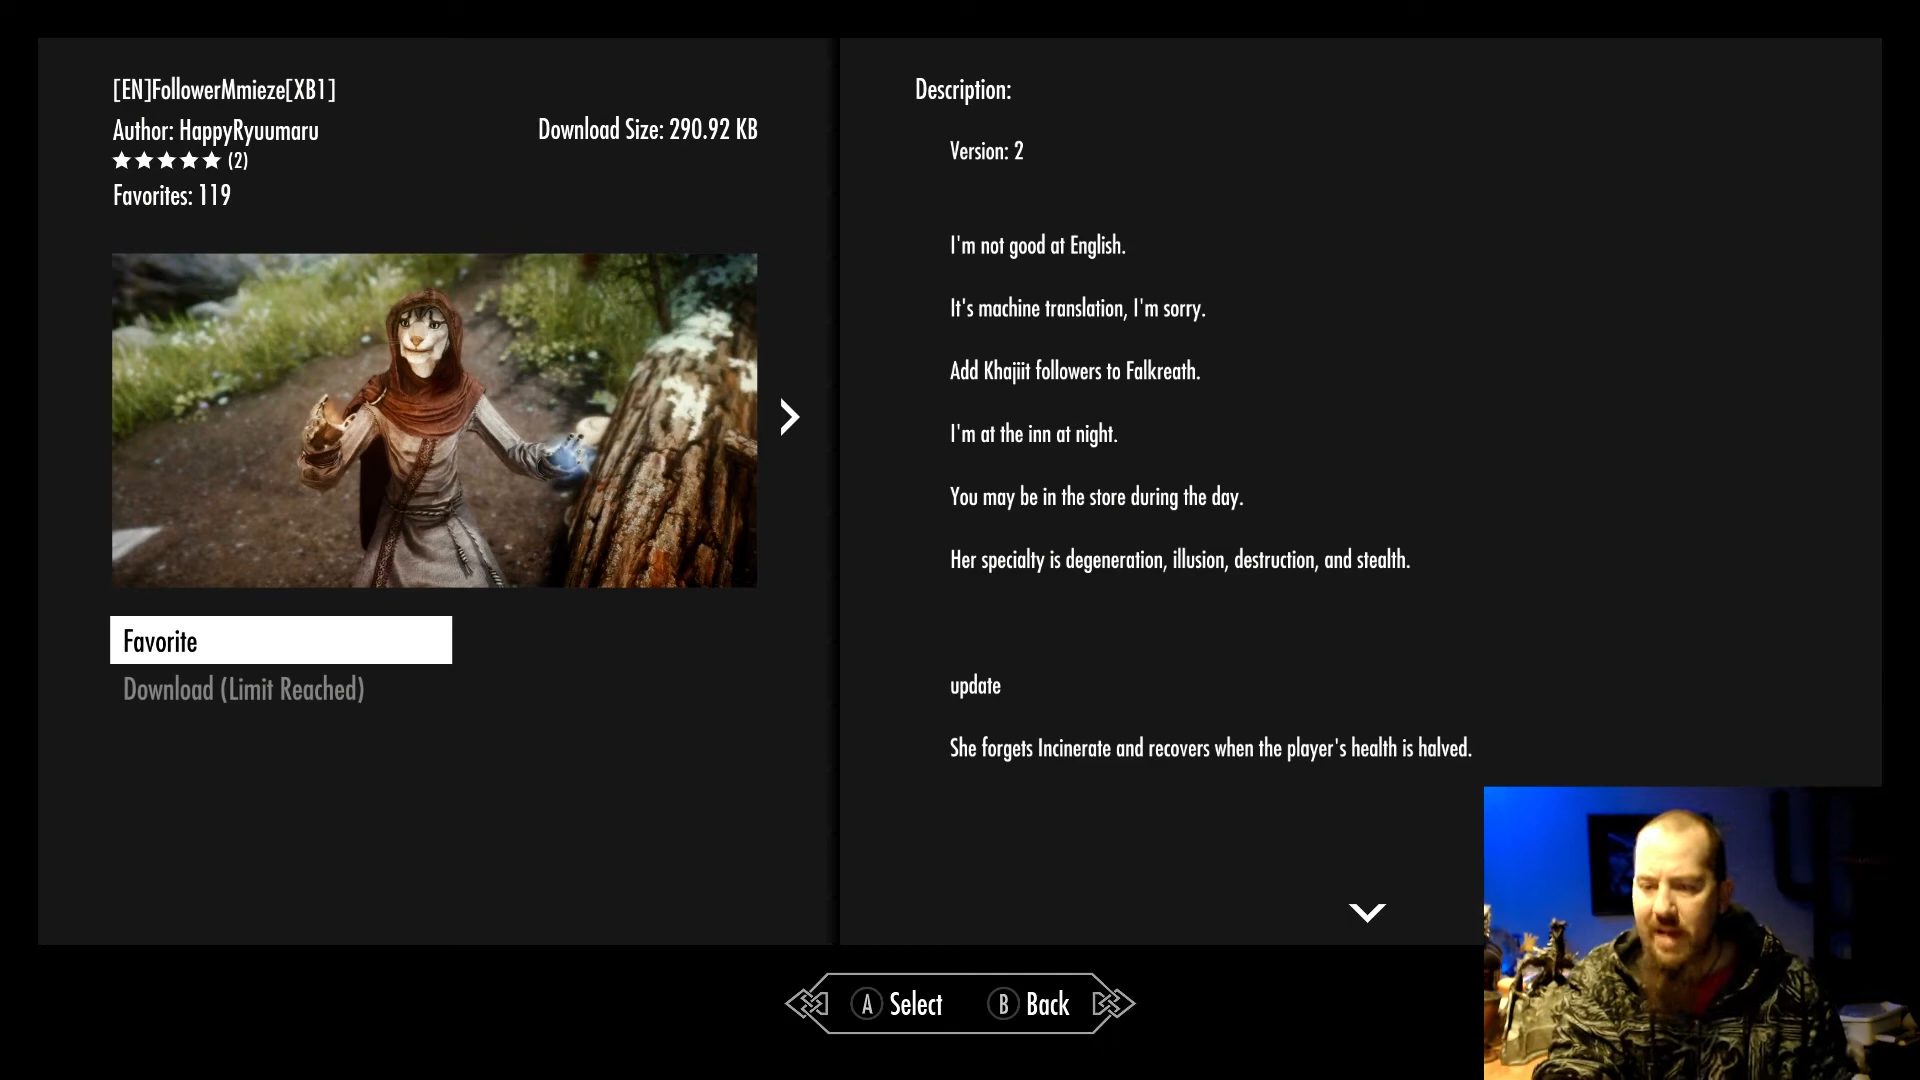 [EN]FollowerMmieze[XB1]
Author: HappyRyuumaru
Download Size: 290.92 KB
(2)
Favorites: 119
Favorite
Download (Limit Reached)
Description:
Version: 2
I'm not good at English.
It's machine translation, I'm sorry.
Add Khajiit followers to Falkreath.
I'm at the inn at night.
You may be in the store during the day.
Her specialty is degeneration, illusion, destruction, and stealth.
update
She forgets Incinerate and recovers when the player's health is halved.
A Select B Back